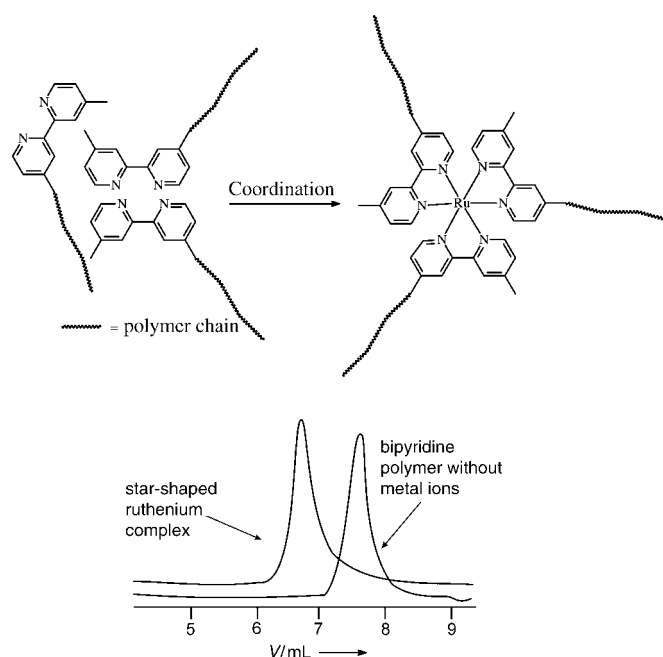 N
N
N
N
N
N
Coordination
N
N
N
Ru
N
N
N
= polymer chain
star-shaped
ruthenium
complex
bipyridine
polymer without
metal ions
5 6 7 8 9
V/mL